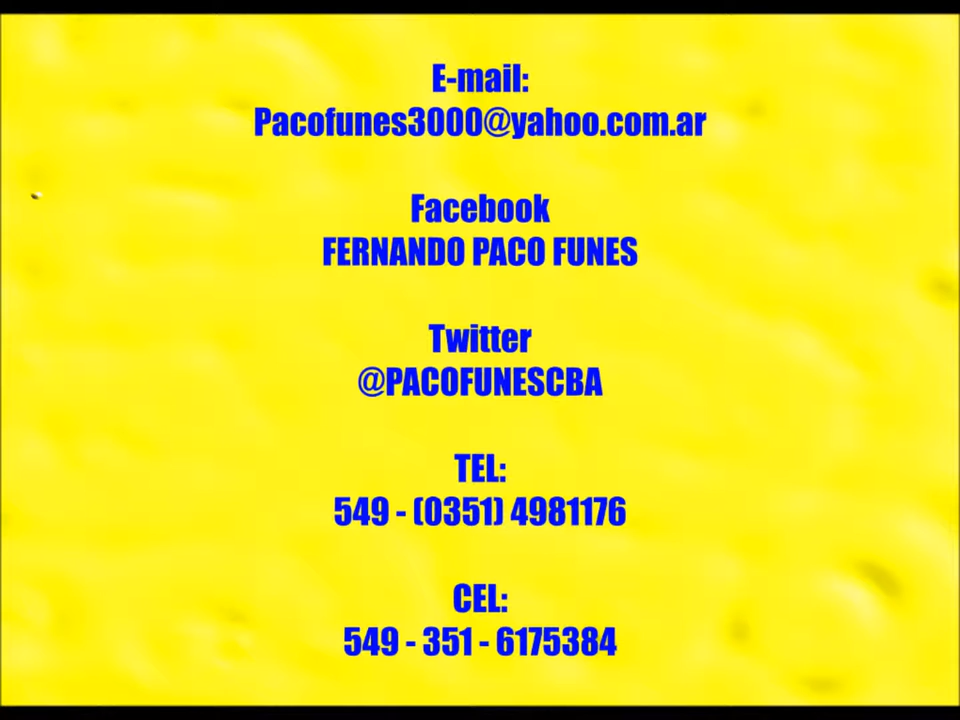 E-mail:
Pacofunes3000@yahoo.com.ar
Facebook
FERNANDO PACO FUNES
Twitter
@PACOFUNESCBA
TEL:
549 - (0351) 4981176
CEL:
549 - 351 - 6175384